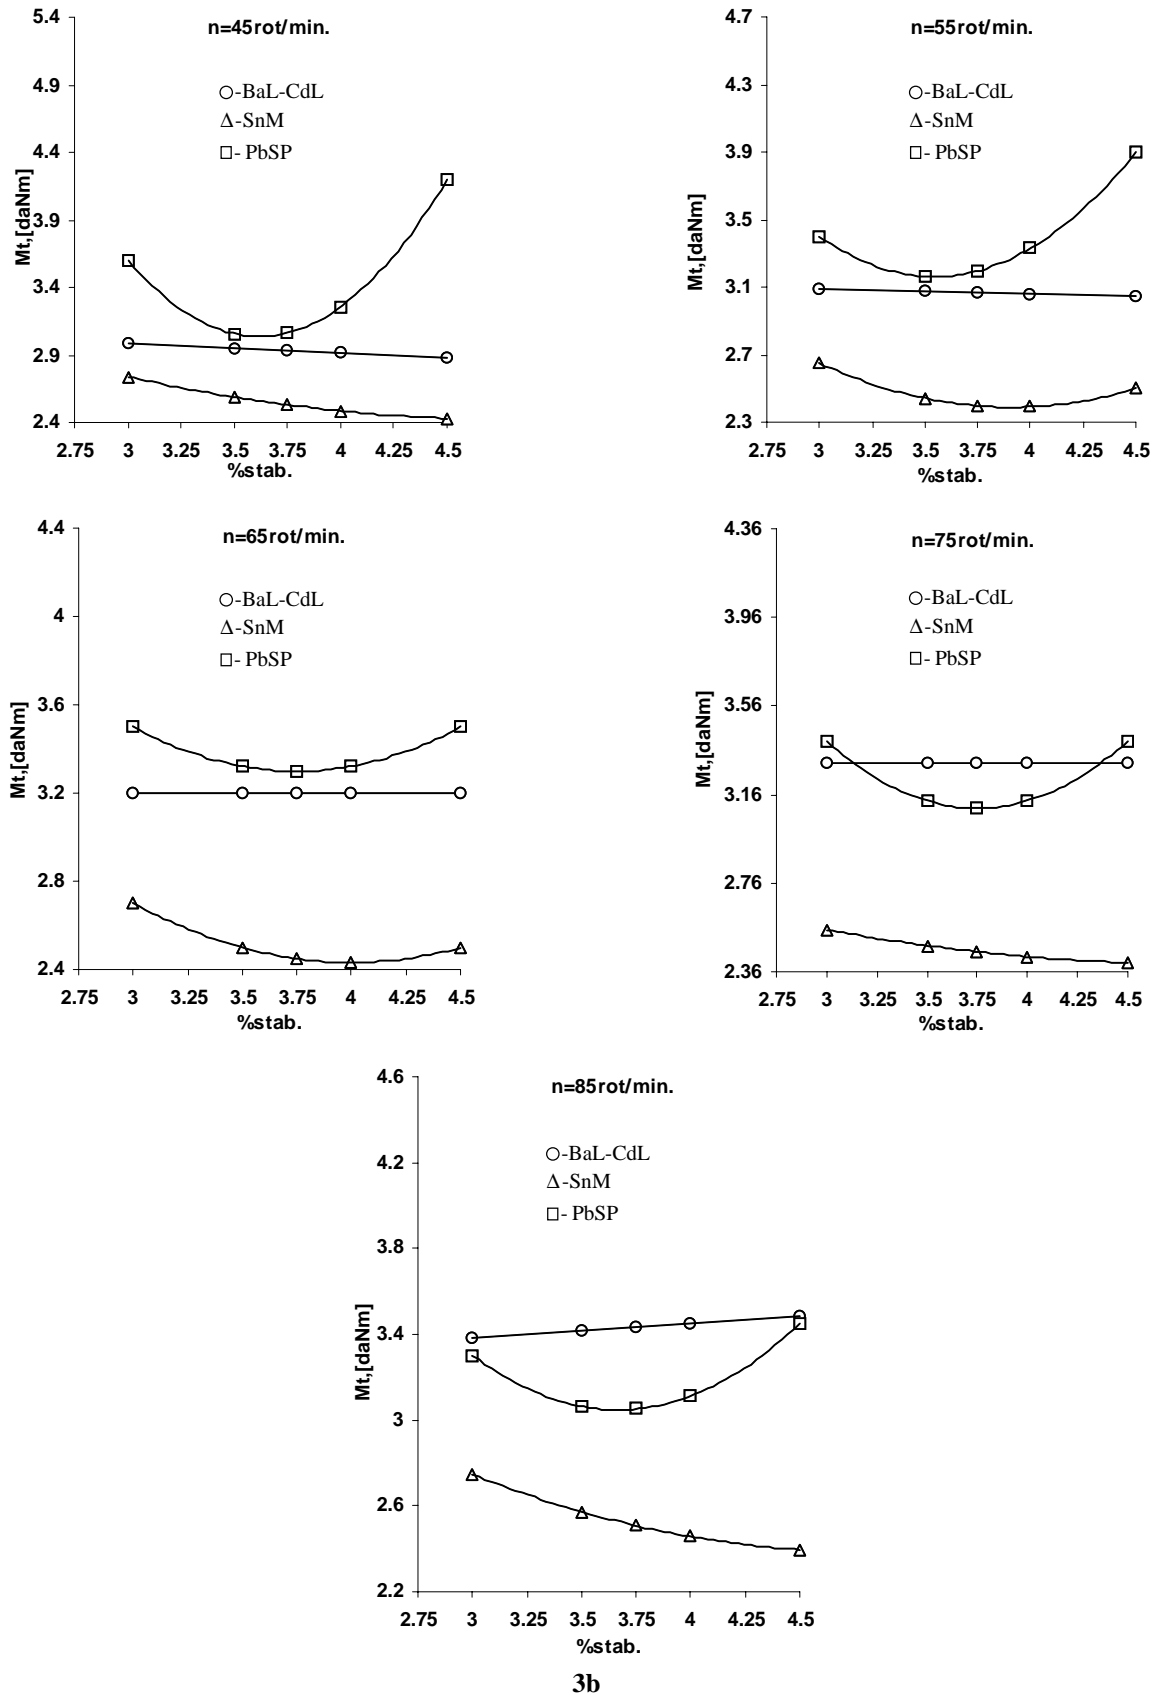 n=45rot/min.
O-BaL-CdL
Δ-SnM
□- PbSP
Mt,[daNm]
5.4
4.9
4.4
3.9
3.4
2.9
2.4
2.75 3 3.25 3.5 3.75 4 4.25 4.5
%stab.
n=55rot/min.
O-BaL-CdL
Δ-SnM
□- PbSP
Mt,[daNm]
4.7
4.3
3.9
3.5
3.1
2.7
2.3
2.75 3 3.25 3.5 3.75 4 4.25 4.5
%stab.
n=65rot/min.
O-BaL-CdL
Δ-SnM
□- PbSP
Mt,[daNm]
4.4
4
3.6
3.2
2.8
2.4
2.75 3 3.25 3.5 3.75 4 4.25 4.5
%stab.
n=75rot/min.
O-BaL-CdL
Δ-SnM
□- PbSP
Mt,[daNm]
4.36
3.96
3.56
3.16
2.76
2.36
2.75 3 3.25 3.5 3.75 4 4.25 4.5
%stab.
n=85rot/min.
O-BaL-CdL
Δ-SnM
□- PbSP
Mt,[daNm]
4.6
4.2
3.8
3.4
3
2.6
2.2
2.75 3 3.25 3.5 3.75 4 4.25 4.5
%stab.
3b